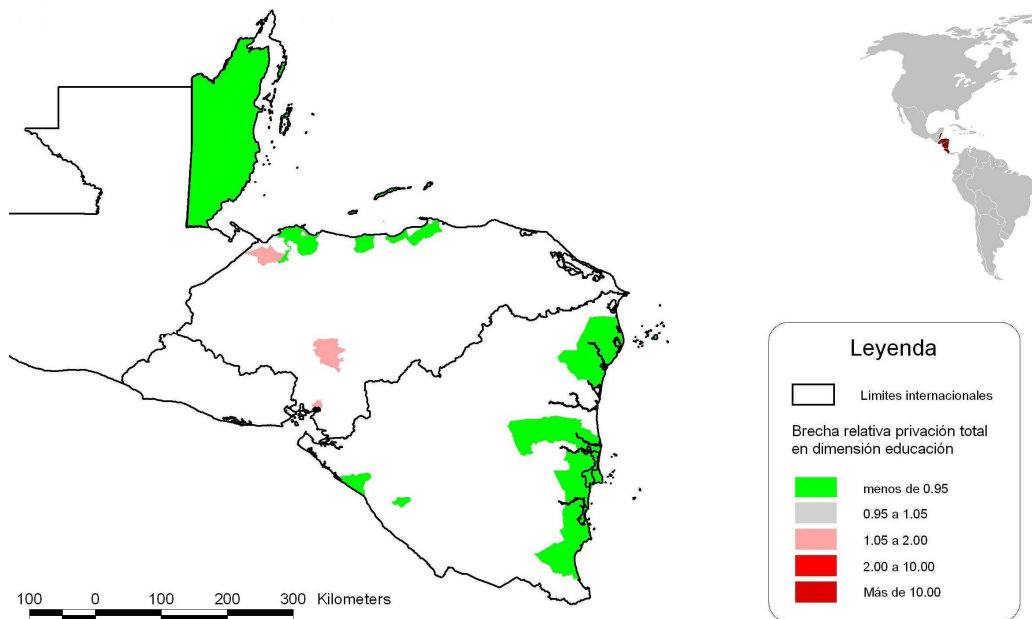 Leyenda
Límites internacionales
Brecha relativa privación total
en dimensión educación
menos de 0.95
0.95 a 1.05
1.05 a 2.00
2.00 a 10.00
Más de 10.00
100 0 100 200 300 Kilometers